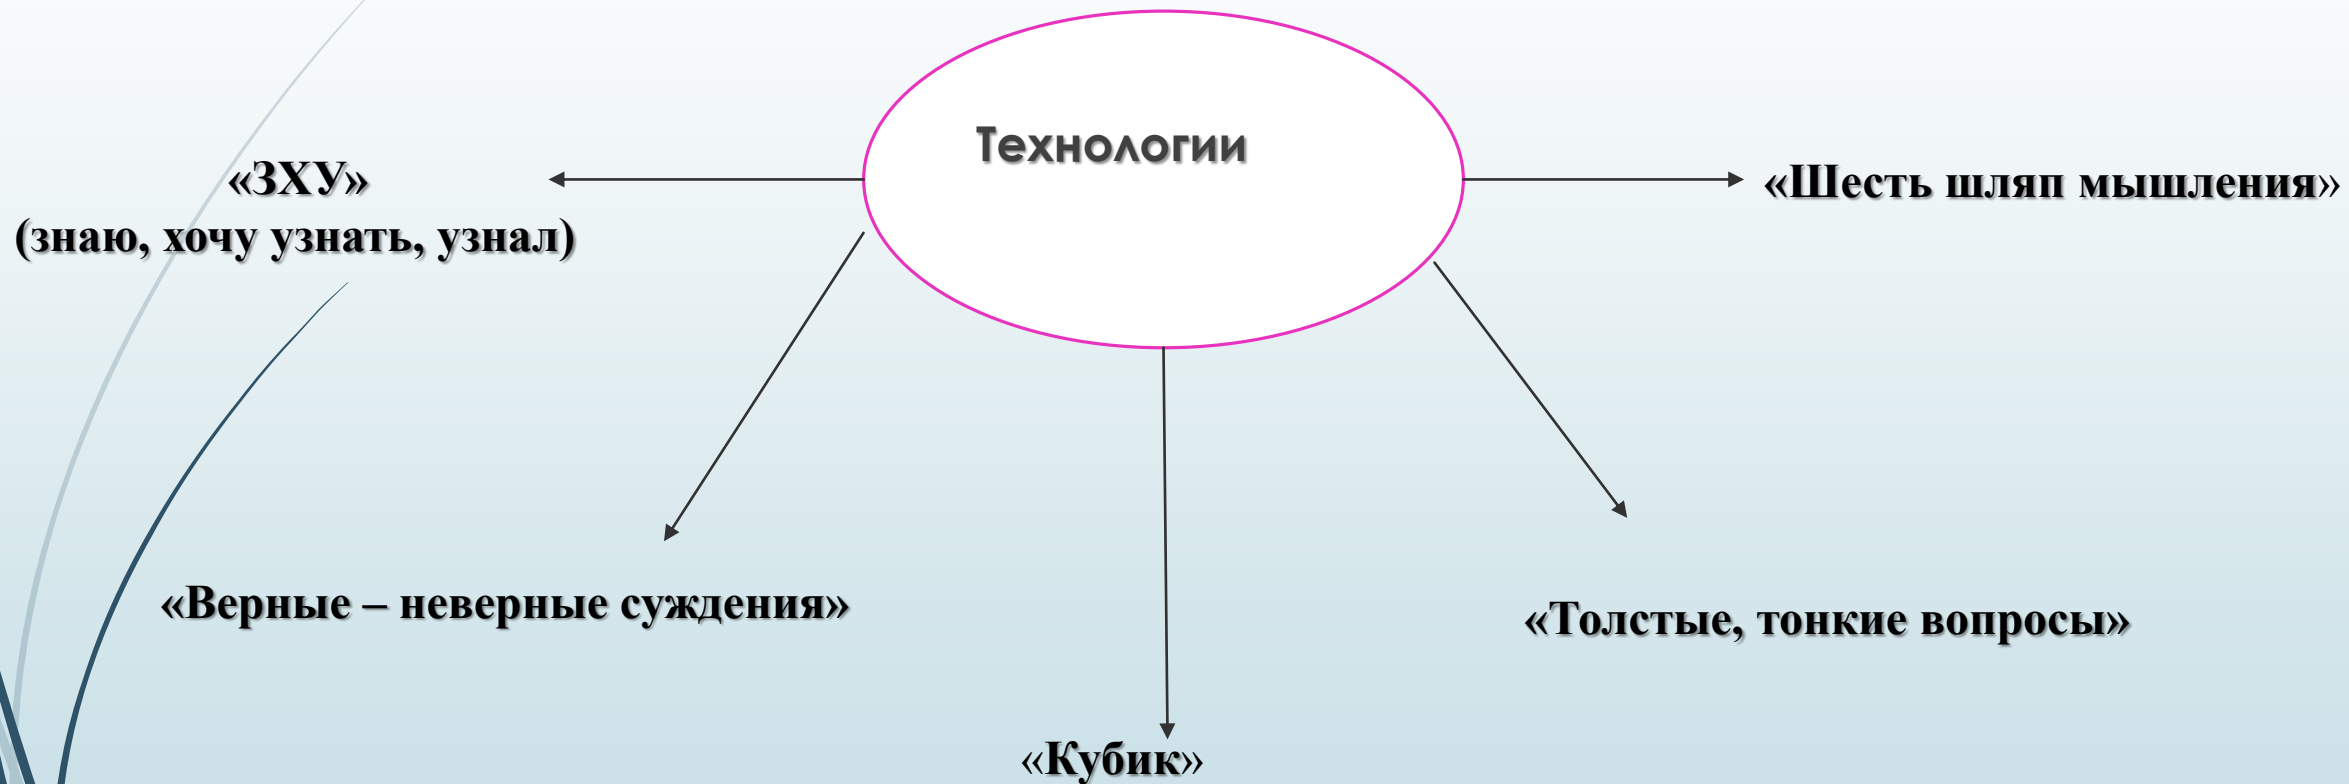 Технологии
«ЗХУ»
(знаю, хочу узнать, узнал)
«Шесть шляп мышления»
«Верные – неверные суждения»
«Толстые, тонкие вопросы»
«Кубик»